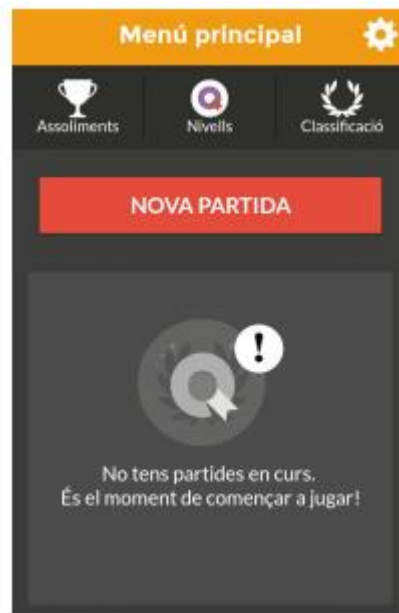 Menú principal
Assoliments
Nivells
Classificació
NOVA PARTIDA
!
No tens partides en curs.
És el moment de començar a jugar!